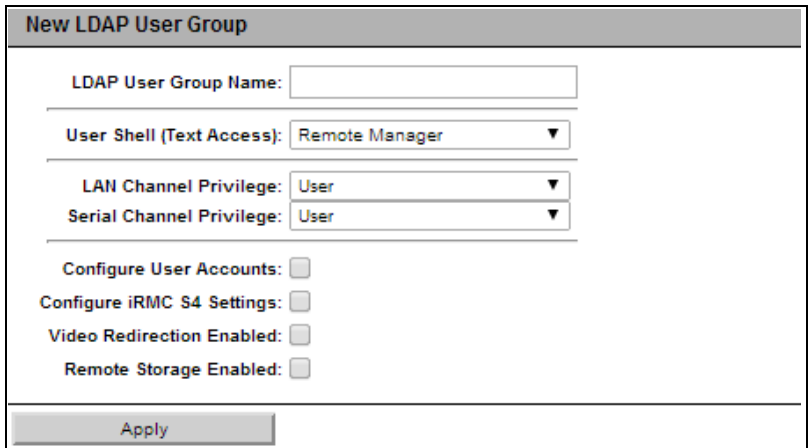 New LDAP User Group
LDAP User Group Name:
User Shell (Text Access): Remote Manager
LAN Channel Privilege: User
Serial Channel Privilege: User
Configure User Accounts:
Configure iRMC S4 Settings:
Video Redirection Enabled:
Remote Storage Enabled:
Apply